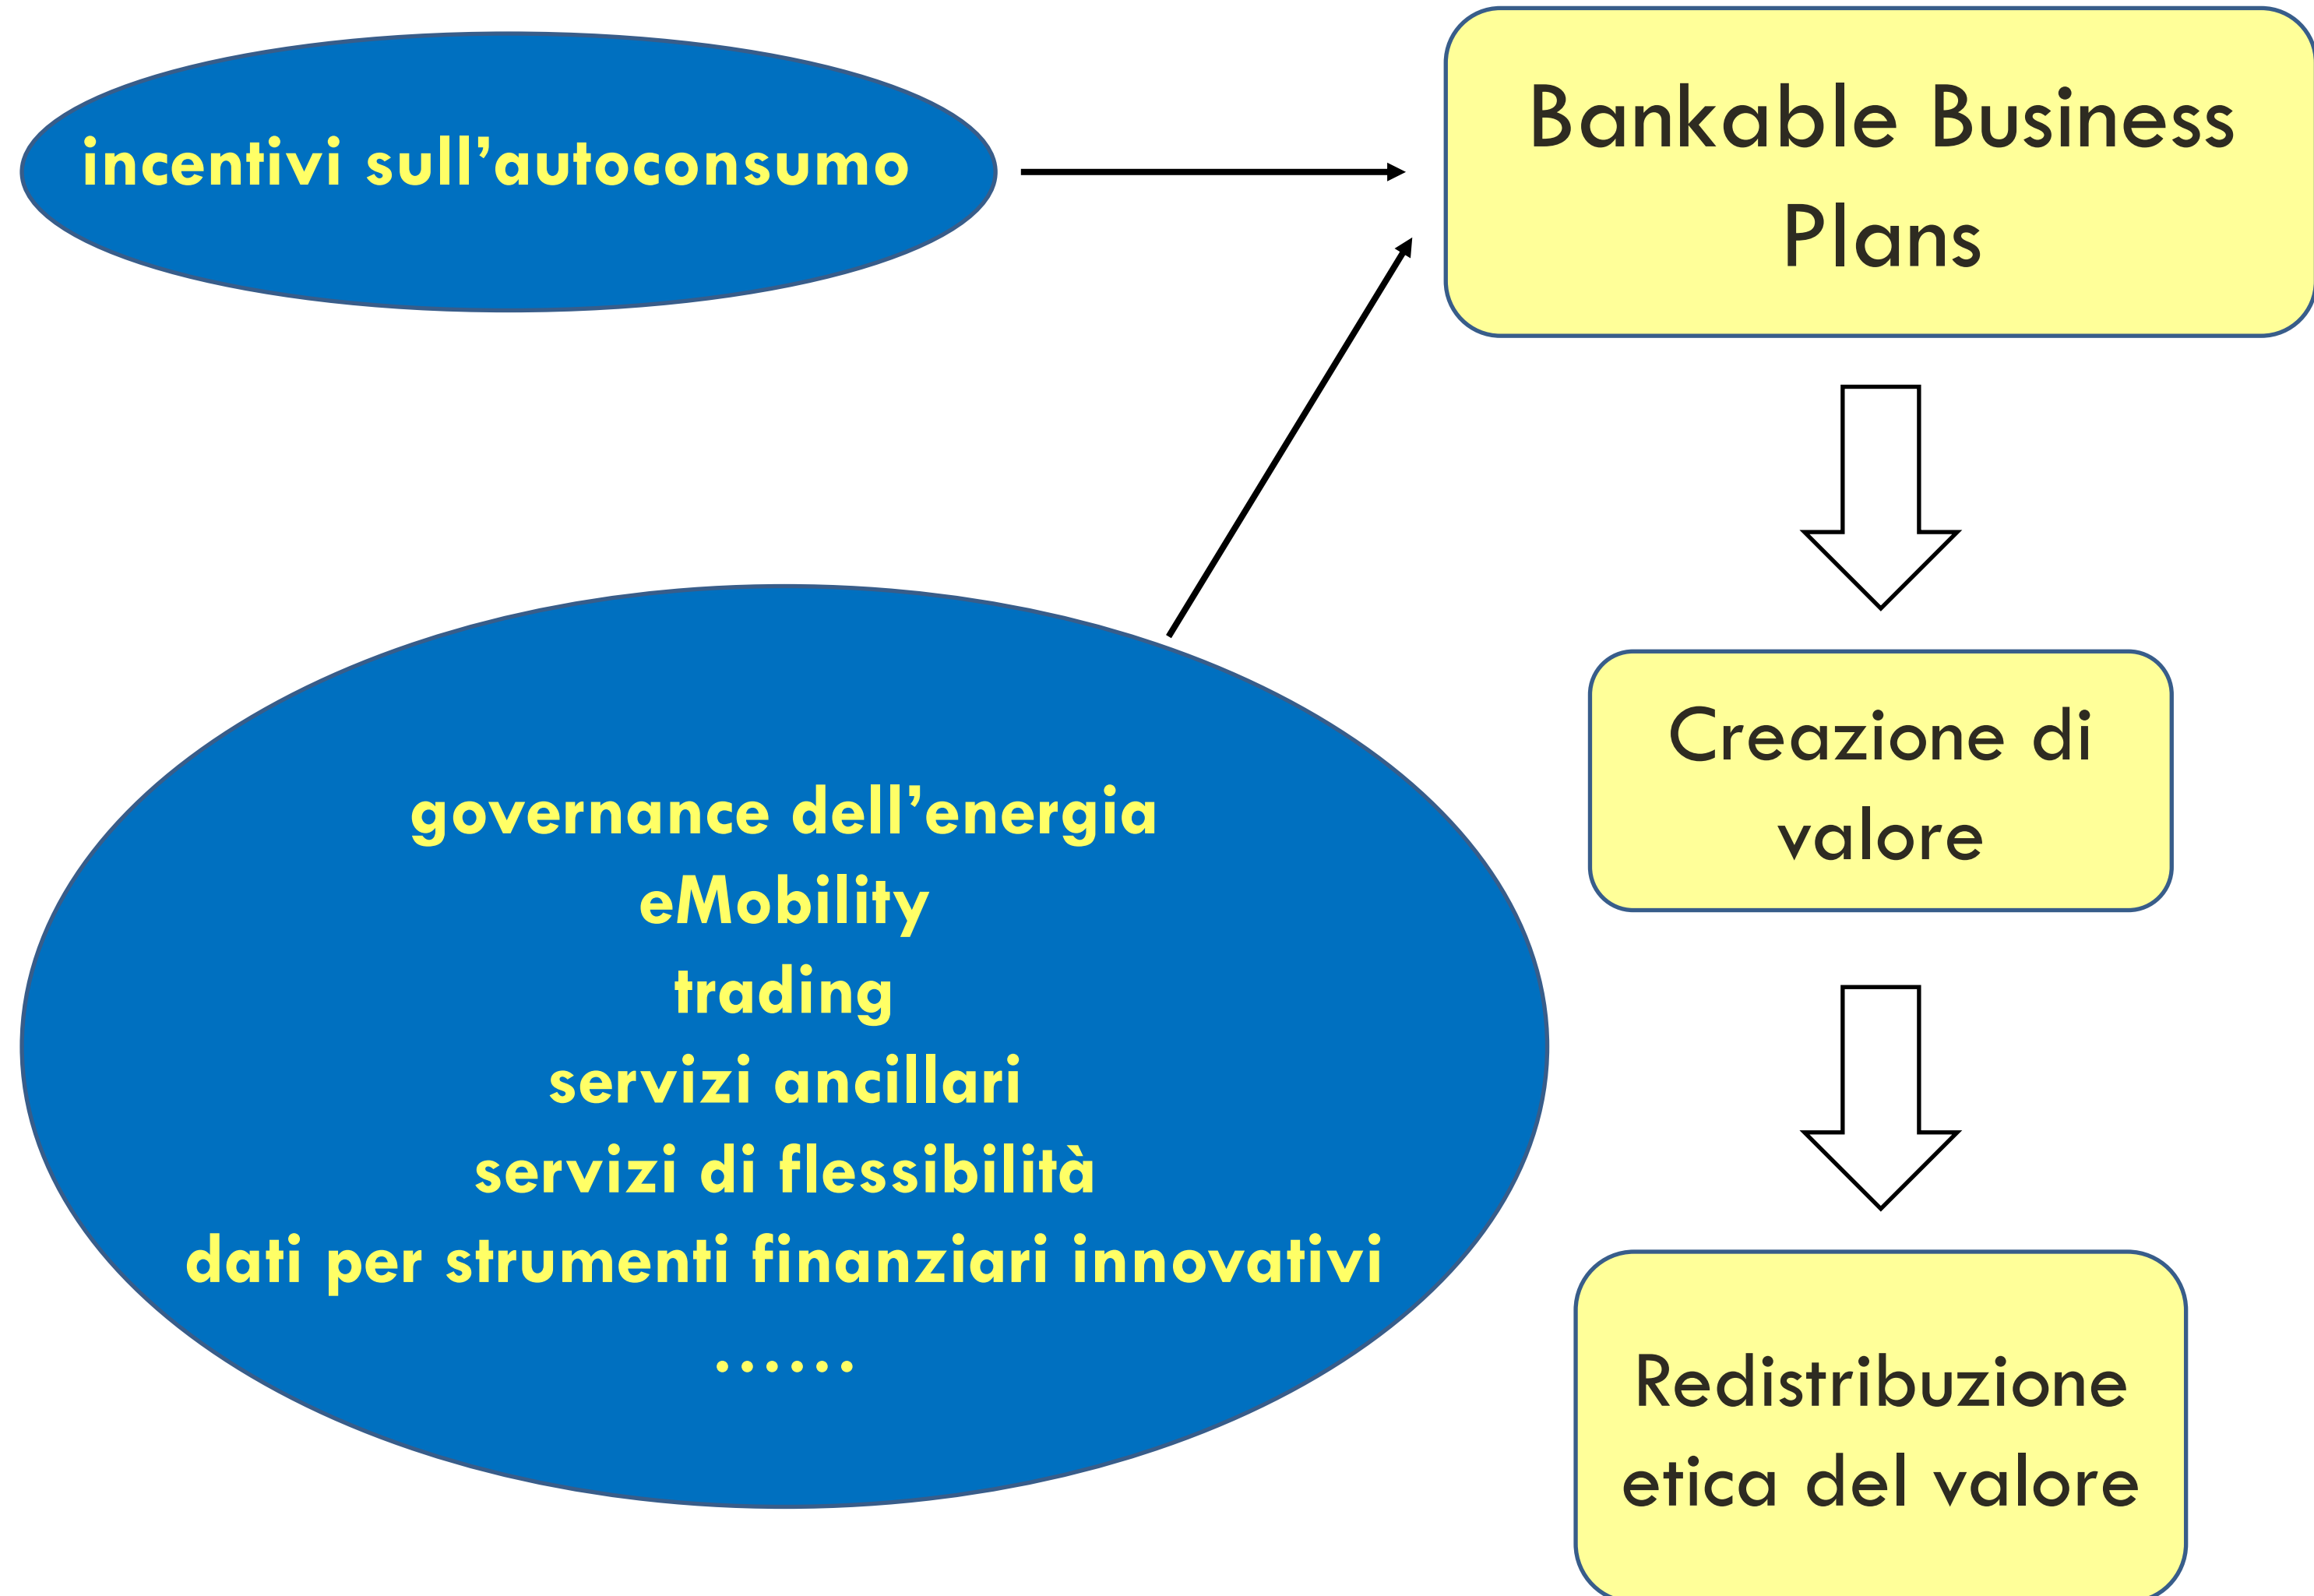 incentivi sull'autoconsumo
Bankable Business
Plans
governance dell'energia
eMobility
trading
servizi ancillari
servizi di flessibilità
dati per strumenti finanziari innovativi
......
Creazione di
valore
Redistribuzione
etica del valore